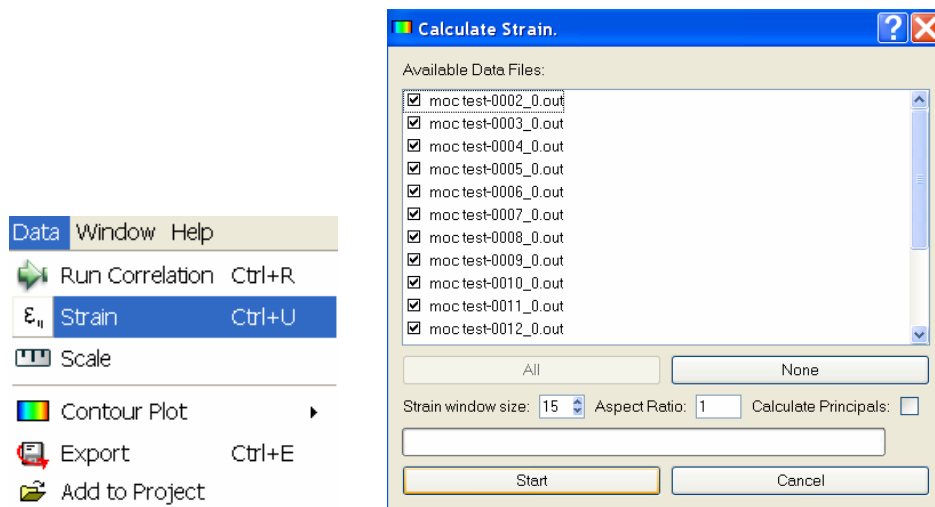 Data Window Help
Run Correlation Ctrl+R
Strain Ctrl+U
Scale
Contour Plot
Export Ctrl+E
Add to Project
Calculate Strain.
Available Data Files:
moc test-0002_0.out
moc test-0003_0.out
moc test-0004_0.out
moc test-0005_0.out
moc test-0006_0.out
moc test-0007_0.out
moc test-0008_0.out
moc test-0009_0.out
moc test-0010_0.out
moc test-0011_0.out
moc test-0012_0.out
All None
Strain window size: 15 Aspect Ratio: 1 Calculate Principals:
Start Cancel